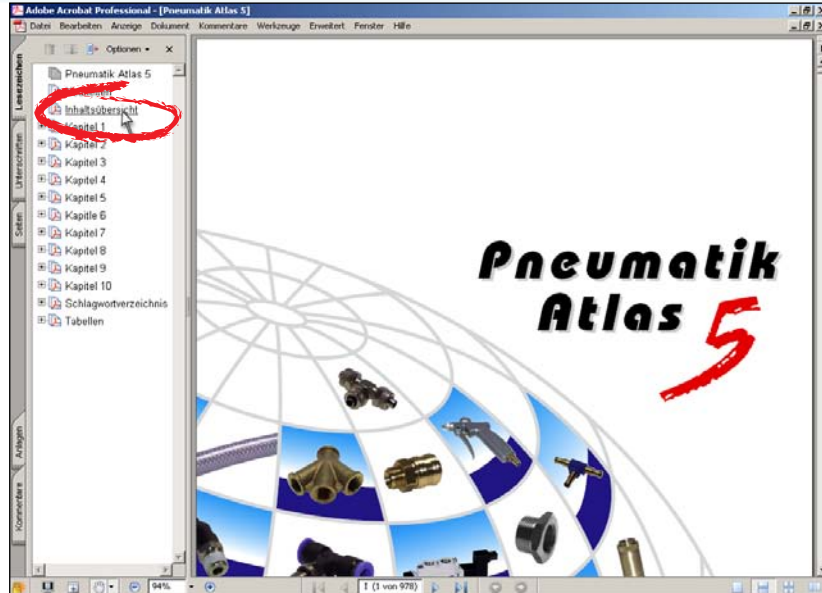 Adobe Acrobat Professional - [Pneumatik Atlas 5]
Datei Bearbeiten Anzeige Dokument Kommentare Werkzeuge Erweitert Fenster Hilfe
Optionen
Lesezeichen
Unterschriften
Seiten
Anlagen
Kommentare
Pneumatik Atlas 5
Inhaltsübersicht
Kapitel 1
Kapitel 2
Kapitel 3
Kapitel 4
Kapitel 5
Kapitle 6
Kapitel 7
Kapitel 8
Kapitel 9
Kapitel 10
Schlagwortverzeichnis
Tabellen
Pneumatik
Atlas 5
94%
1 (1 von 978)